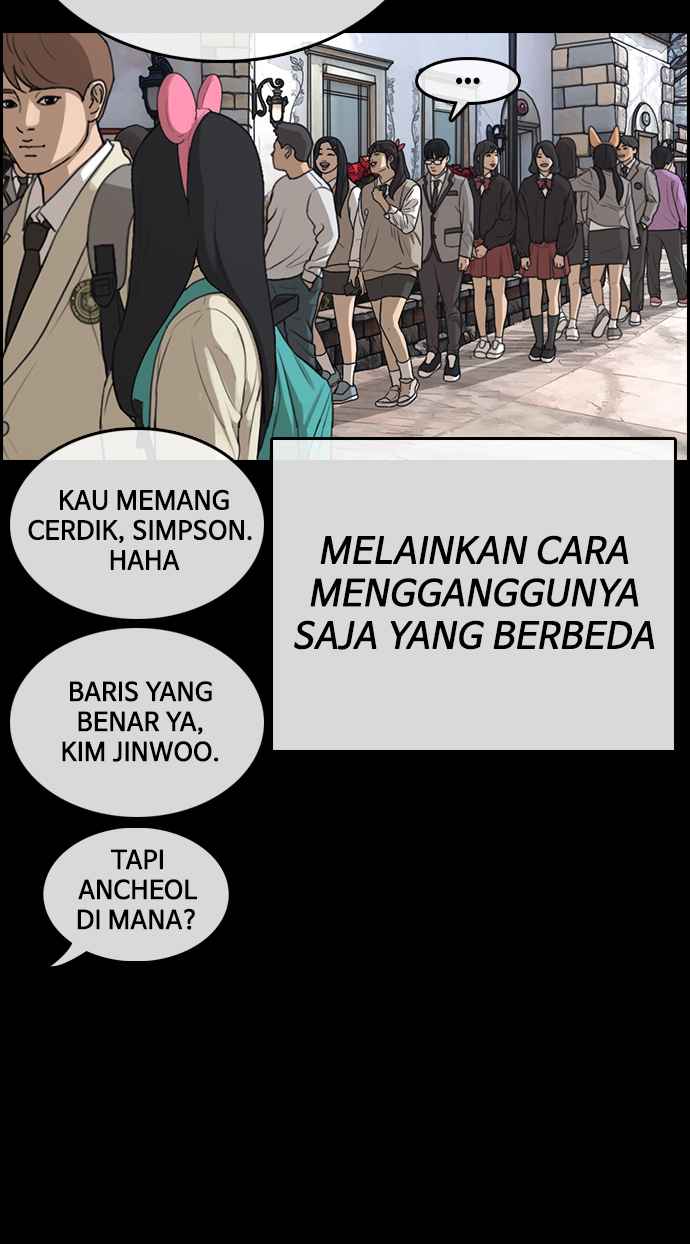 ...
KAU MEMANG
CERDIK, SIMPSON.
HAHA
MELAINKAN CARA
MENGGANGGUNYA
SAJA YANG BERBEDA
BARIS YANG
BENAR YA,
KIM JINWOO.
TAPI
ANCHEOL
DI MANA?